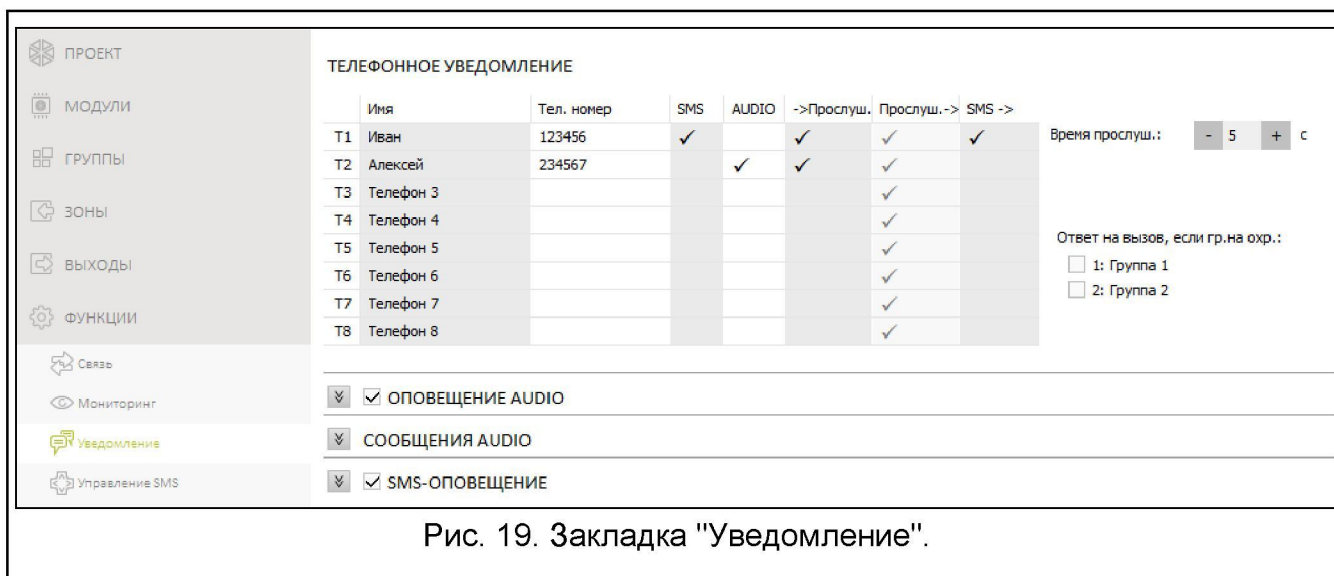 ПРОЕКТ
МОДУЛИ
ГРУППЫ
ЗОНЫ
ВЫХОДЫ
ФУНКЦИИ
Связь
Мониторинг
Уведомление
Управление SMS
ТЕЛЕФОННОЕ УВЕДОМЛЕНИЕ
Имя Тел. номер SMS AUDIO ->Прослуш. Прослуш.-> SMS ->
T1 Иван 123456 ✓ ✓ ✓ ✓
T2 Алексей 234567 ✓ ✓ ✓
T3 Телефон 3 ✓
T4 Телефон 4 ✓
T5 Телефон 5 ✓
T6 Телефон 6 ✓
T7 Телефон 7 ✓
T8 Телефон 8 ✓
Время прослуш.: - 5 + с
Ответ на вызов, если гр.на охр.:
1: Группа 1
2: Группа 2
ОПОВЕЩЕНИЕ AUDIO
СООБЩЕНИЯ AUDIO
SMS-ОПОВЕЩЕНИЕ
Рис. 19. Закладка "Уведомление".